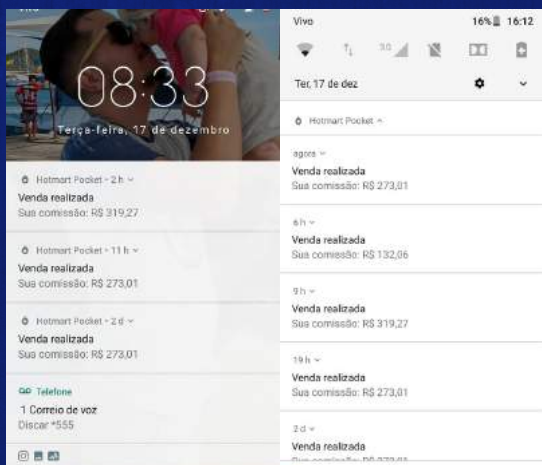 08:33
Terça-feira, 17 de dezembro
Hotmart Pocket • 2 h
Venda realizada
Sua comissão: R$ 319,27
Hotmart Pocket • 11 h
Venda realizada
Sua comissão: R$ 273,01
Hotmart Pocket • 2 d
Venda realizada
Sua comissão: R$ 273,01
Telefone
1 Correio de voz
Discar *555
Vivo 16% 16:12
3G
Ter, 17 de dez
Hotmart Pocket
agora
Venda realizada
Sua comissão: R$ 273,01
6 h
Venda realizada
Sua comissão: R$ 132,06
9 h
Venda realizada
Sua comissão: R$ 319,27
19 h
Venda realizada
Sua comissão: R$ 273,01
2 d
Venda realizada